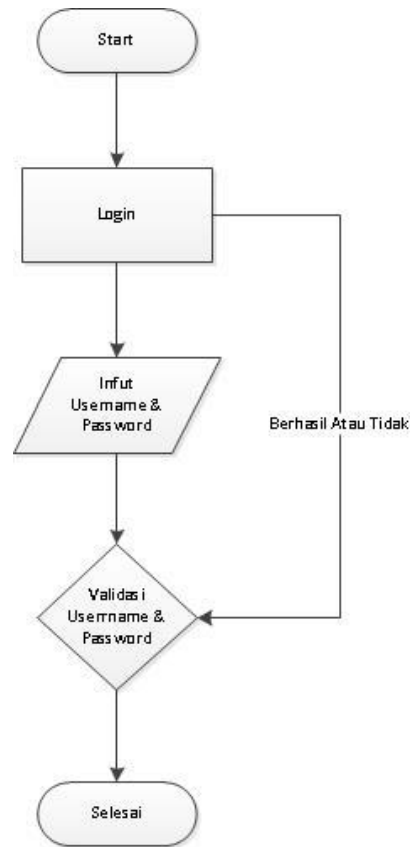 Start
Login
Infut
Username &
Password
Berhasil Atau Tidak
Validasi
Username &
Password
Selesai